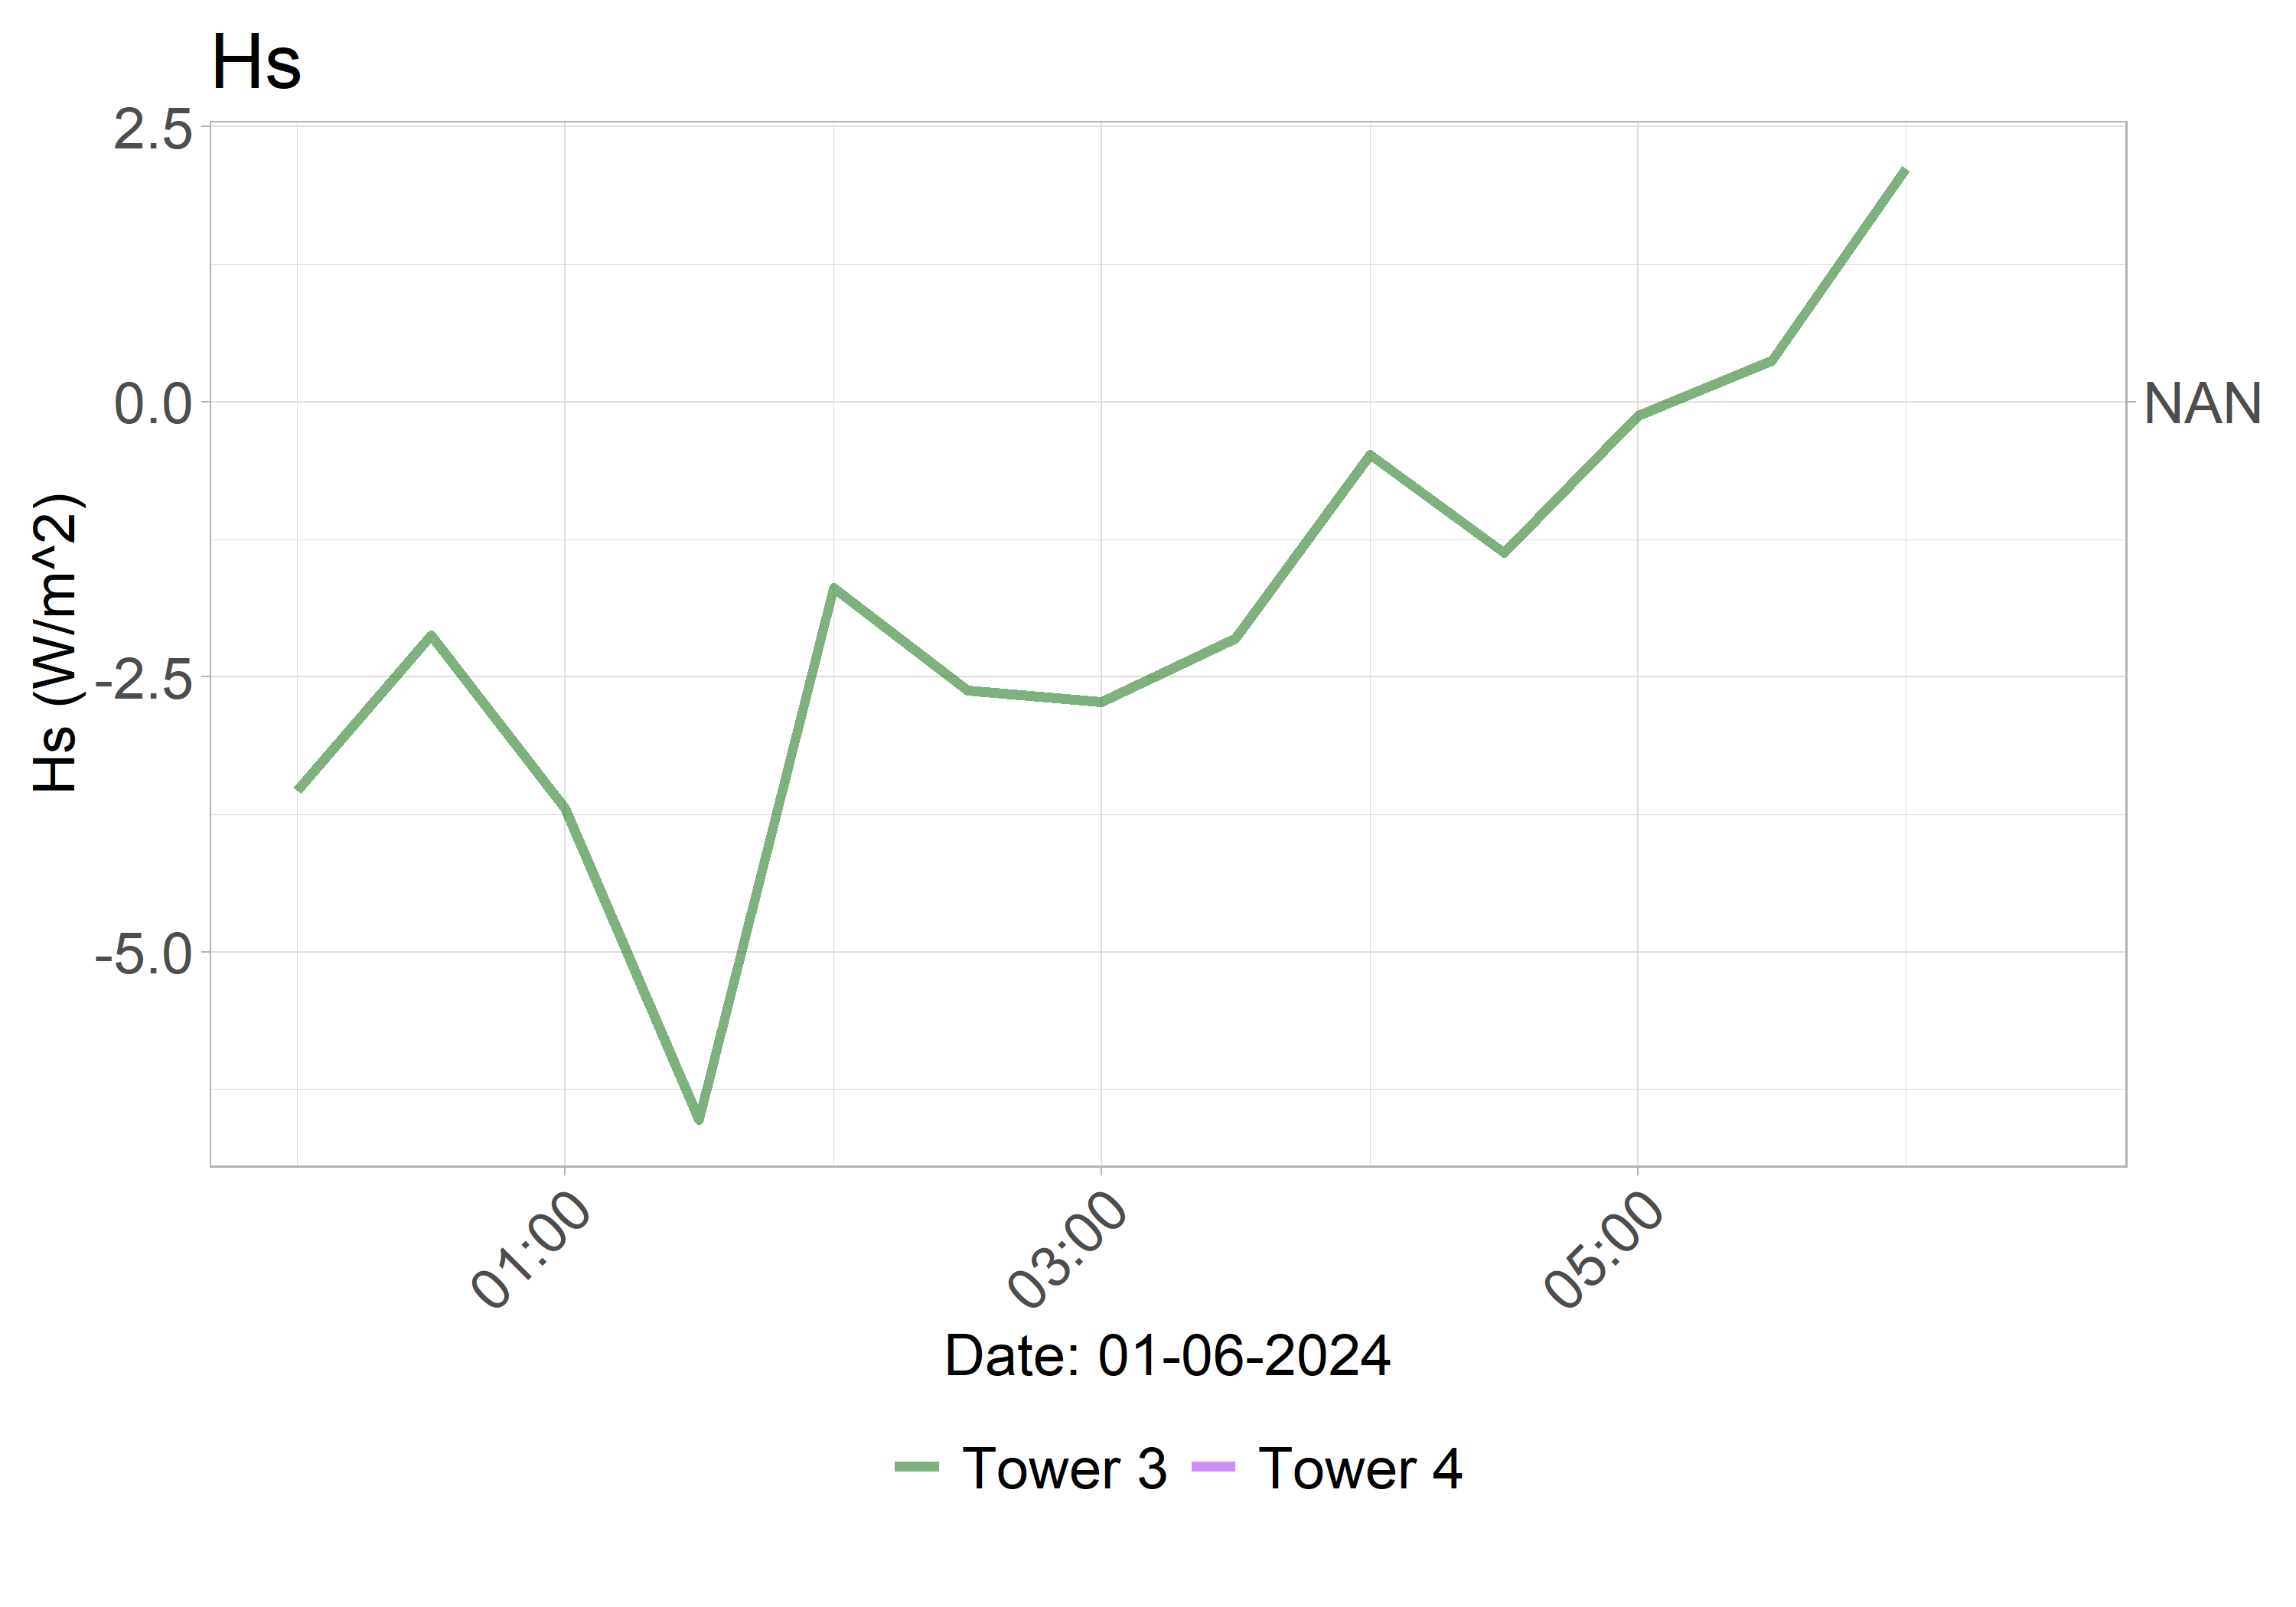 Hs
2.5
0.0
-2.5
-5.0
Hs (W/m^2)
NAN
01:00
03:00
05:00
Date: 01-06-2024
Tower 3
Tower 4